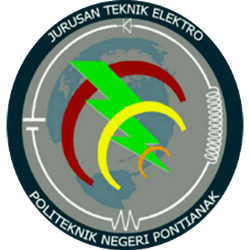 JURUSAN TEKNIK ELEKTRO
POLITEKNIK NEGERI PONTIANAK